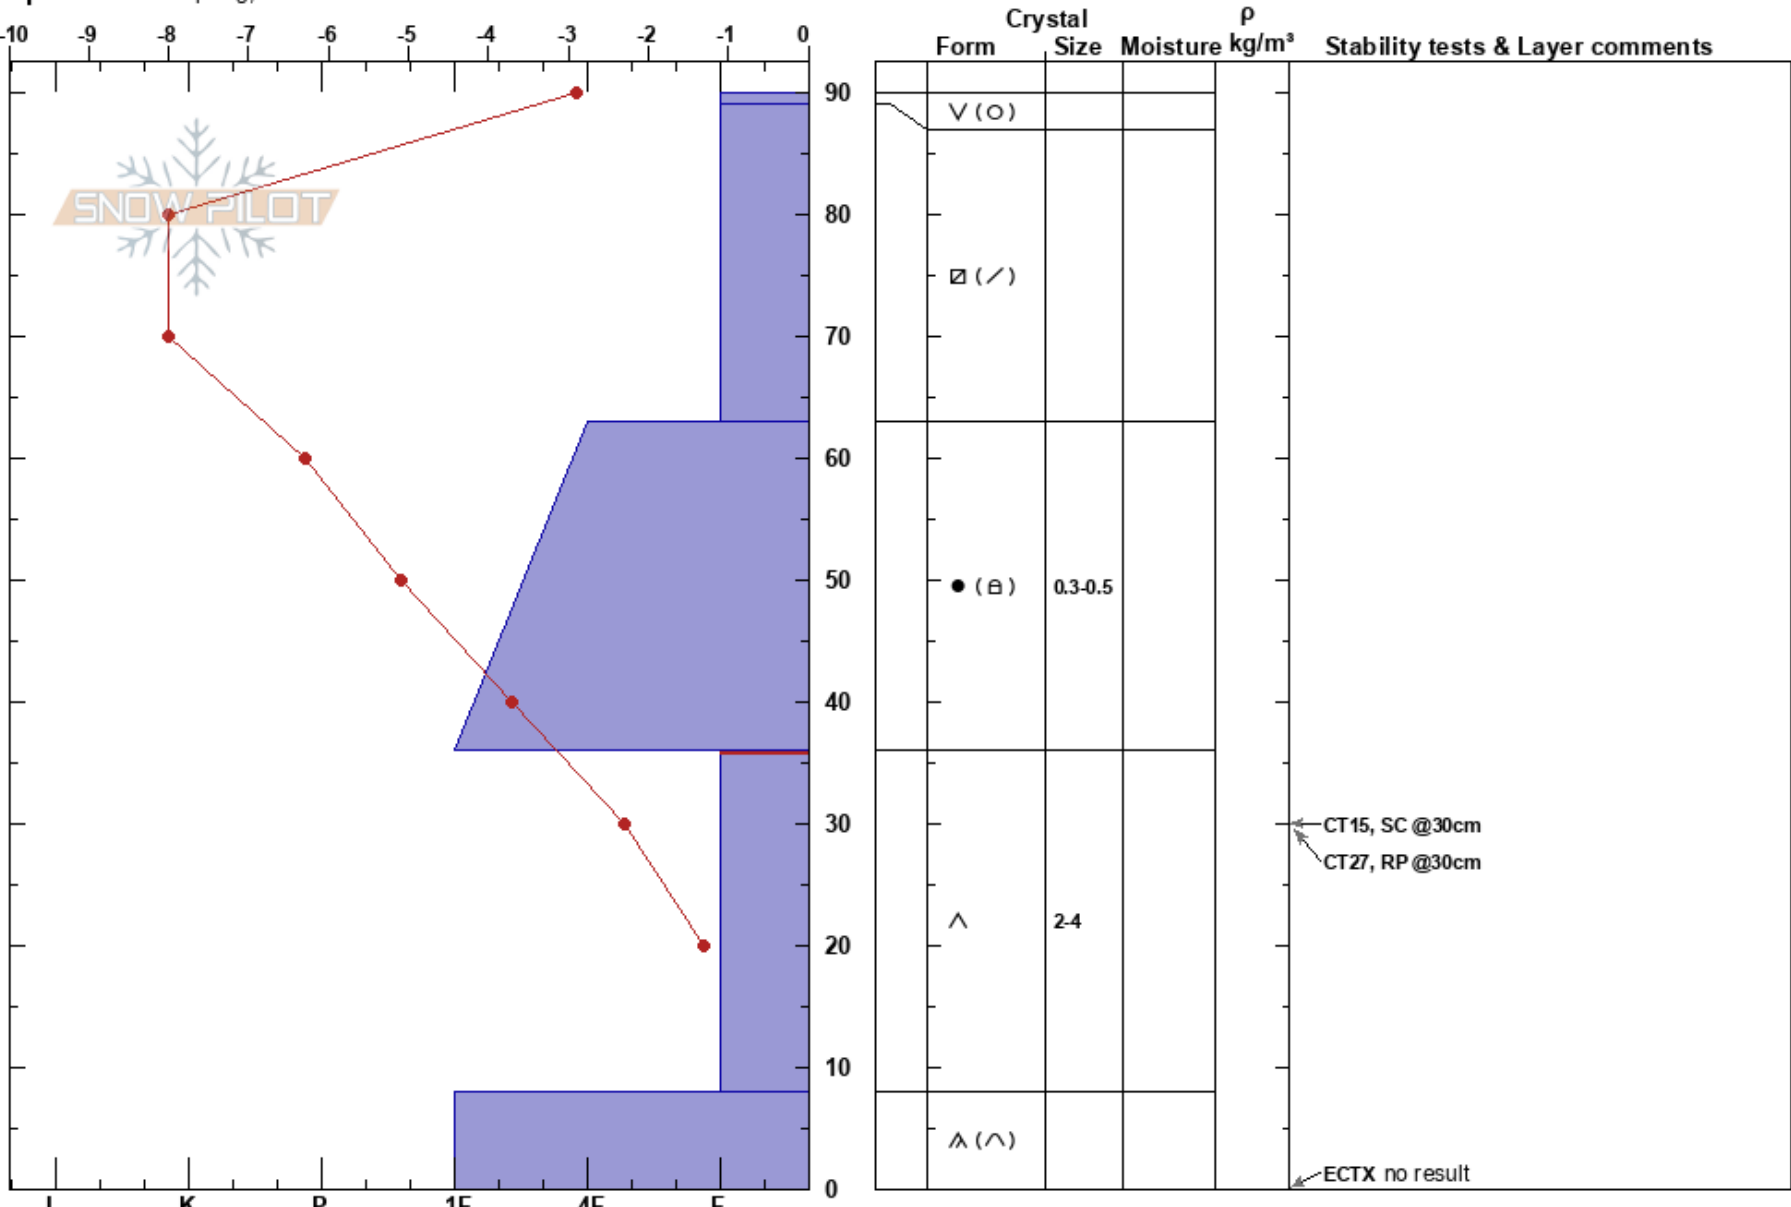 Crystal ρ
-10 -9 -8 -7 -6 -5 -4 -3 -2 -1 0
Form Size Moisture kg/m³ Stability tests & Layer comments
90
SNOW PILOT
80
70
60
50
0.3-0.5
40
30
CT15, SC @30cm
CT27, RP @30cm
2-4
20
10
ECTX no result
0
I K P 1F 4F F